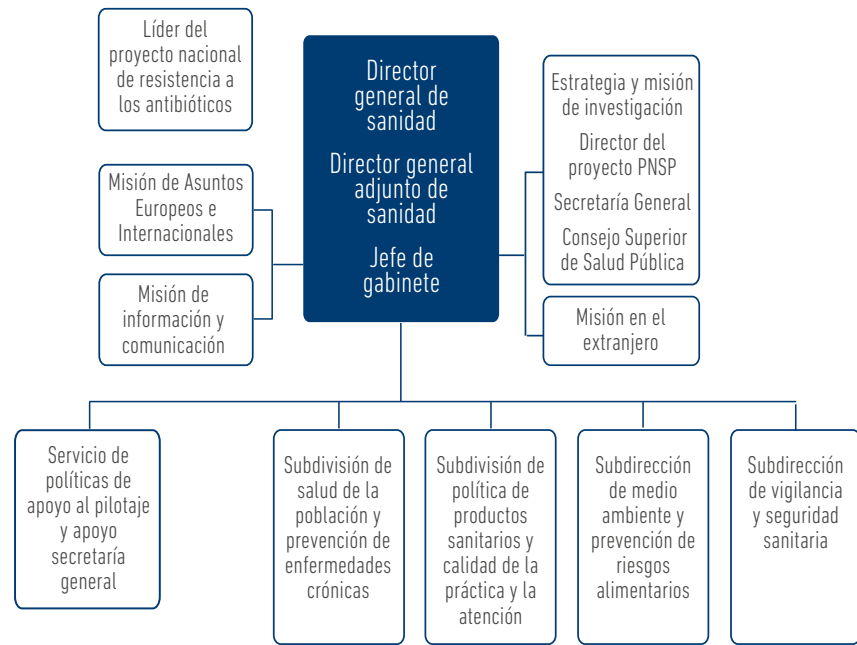 Líder del
proyecto nacional
de resistencia a
los antibióticos
Misión de Asuntos
Europeos e
Internacionales
Misión de
información y
comunicación
Director
general de
sanidad
Director general
adjunto de
sanidad
Jefe de
gabinete
Estrategia y misión
de investigación
Director del
proyecto PNSP
Secretaría General
Consejo Superior
de Salud Pública
Misión en el
extranjero
Servicio de
políticas de
apoyo al pilotaje
y apoyo
secretaría
general
Subdivisión de
salud de la
población y
prevención de
enfermedades
crónicas
Subdivisión de
política de
productos
sanitarios y
calidad de la
práctica y la
atención
Subdirección
de medio
ambiente y
prevención de
riesgos
alimentarios
Subdirección
de vigilancia
y seguridad
sanitaria